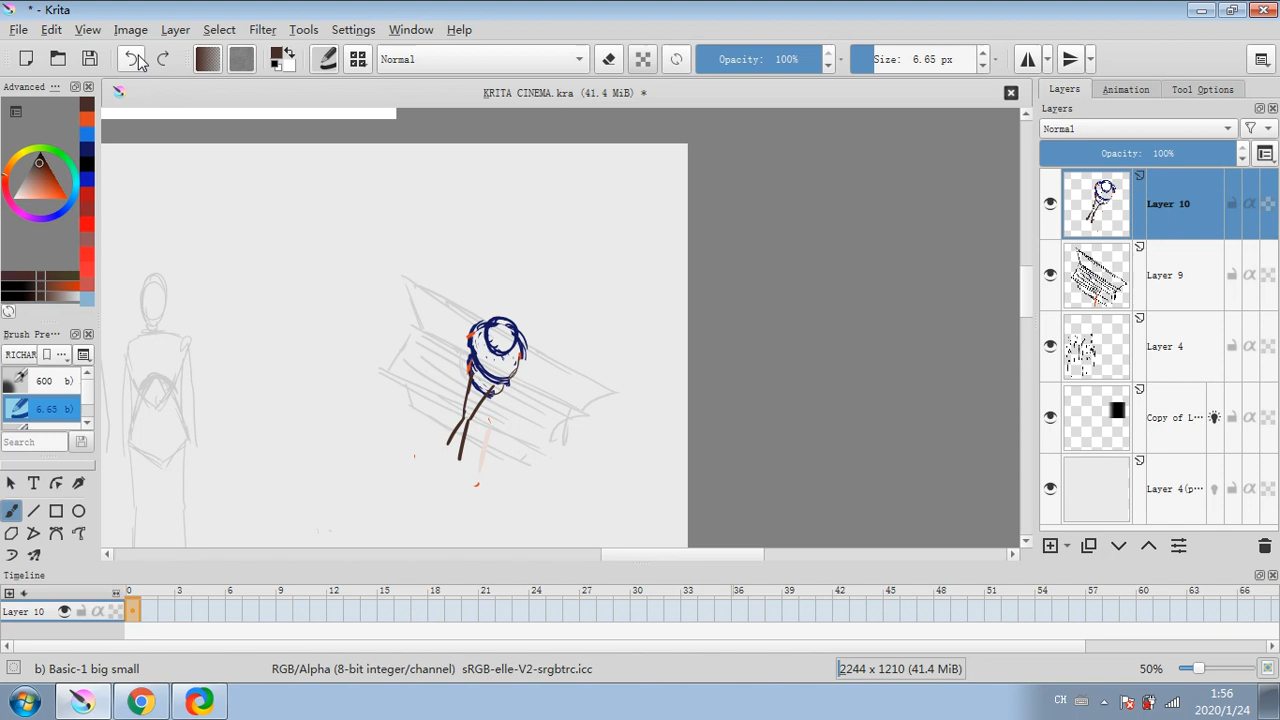 * - Krita
File Edit View Image Layer Select Filter Tools Settings Window Help
Normal
Opacity: 100%
Size: 6.65 px
Advanced ...
KRITA CINEMA.kra (41.4 MiB) *
Layers Animation Tool Options
Layers
Normal
Opacity: 100%
Layer 10
Layer 9
Layer 4
Copy of L...
Layer 4(p...
Brush Pre...
RICHAR
600 b)
6.65 b)
Search
Timeline
0 3 6 9 12 15 18 21 24 27 30 33 36 39 42 45 48 51 54 57 60 63 66
Layer 10
b) Basic-1 big small
RGB/Alpha (8-bit integer/channel) sRGB-elle-V2-srgbtrc.icc
2244 x 1210 (41.4 MiB)
50%
CH
1:56
2020/1/24